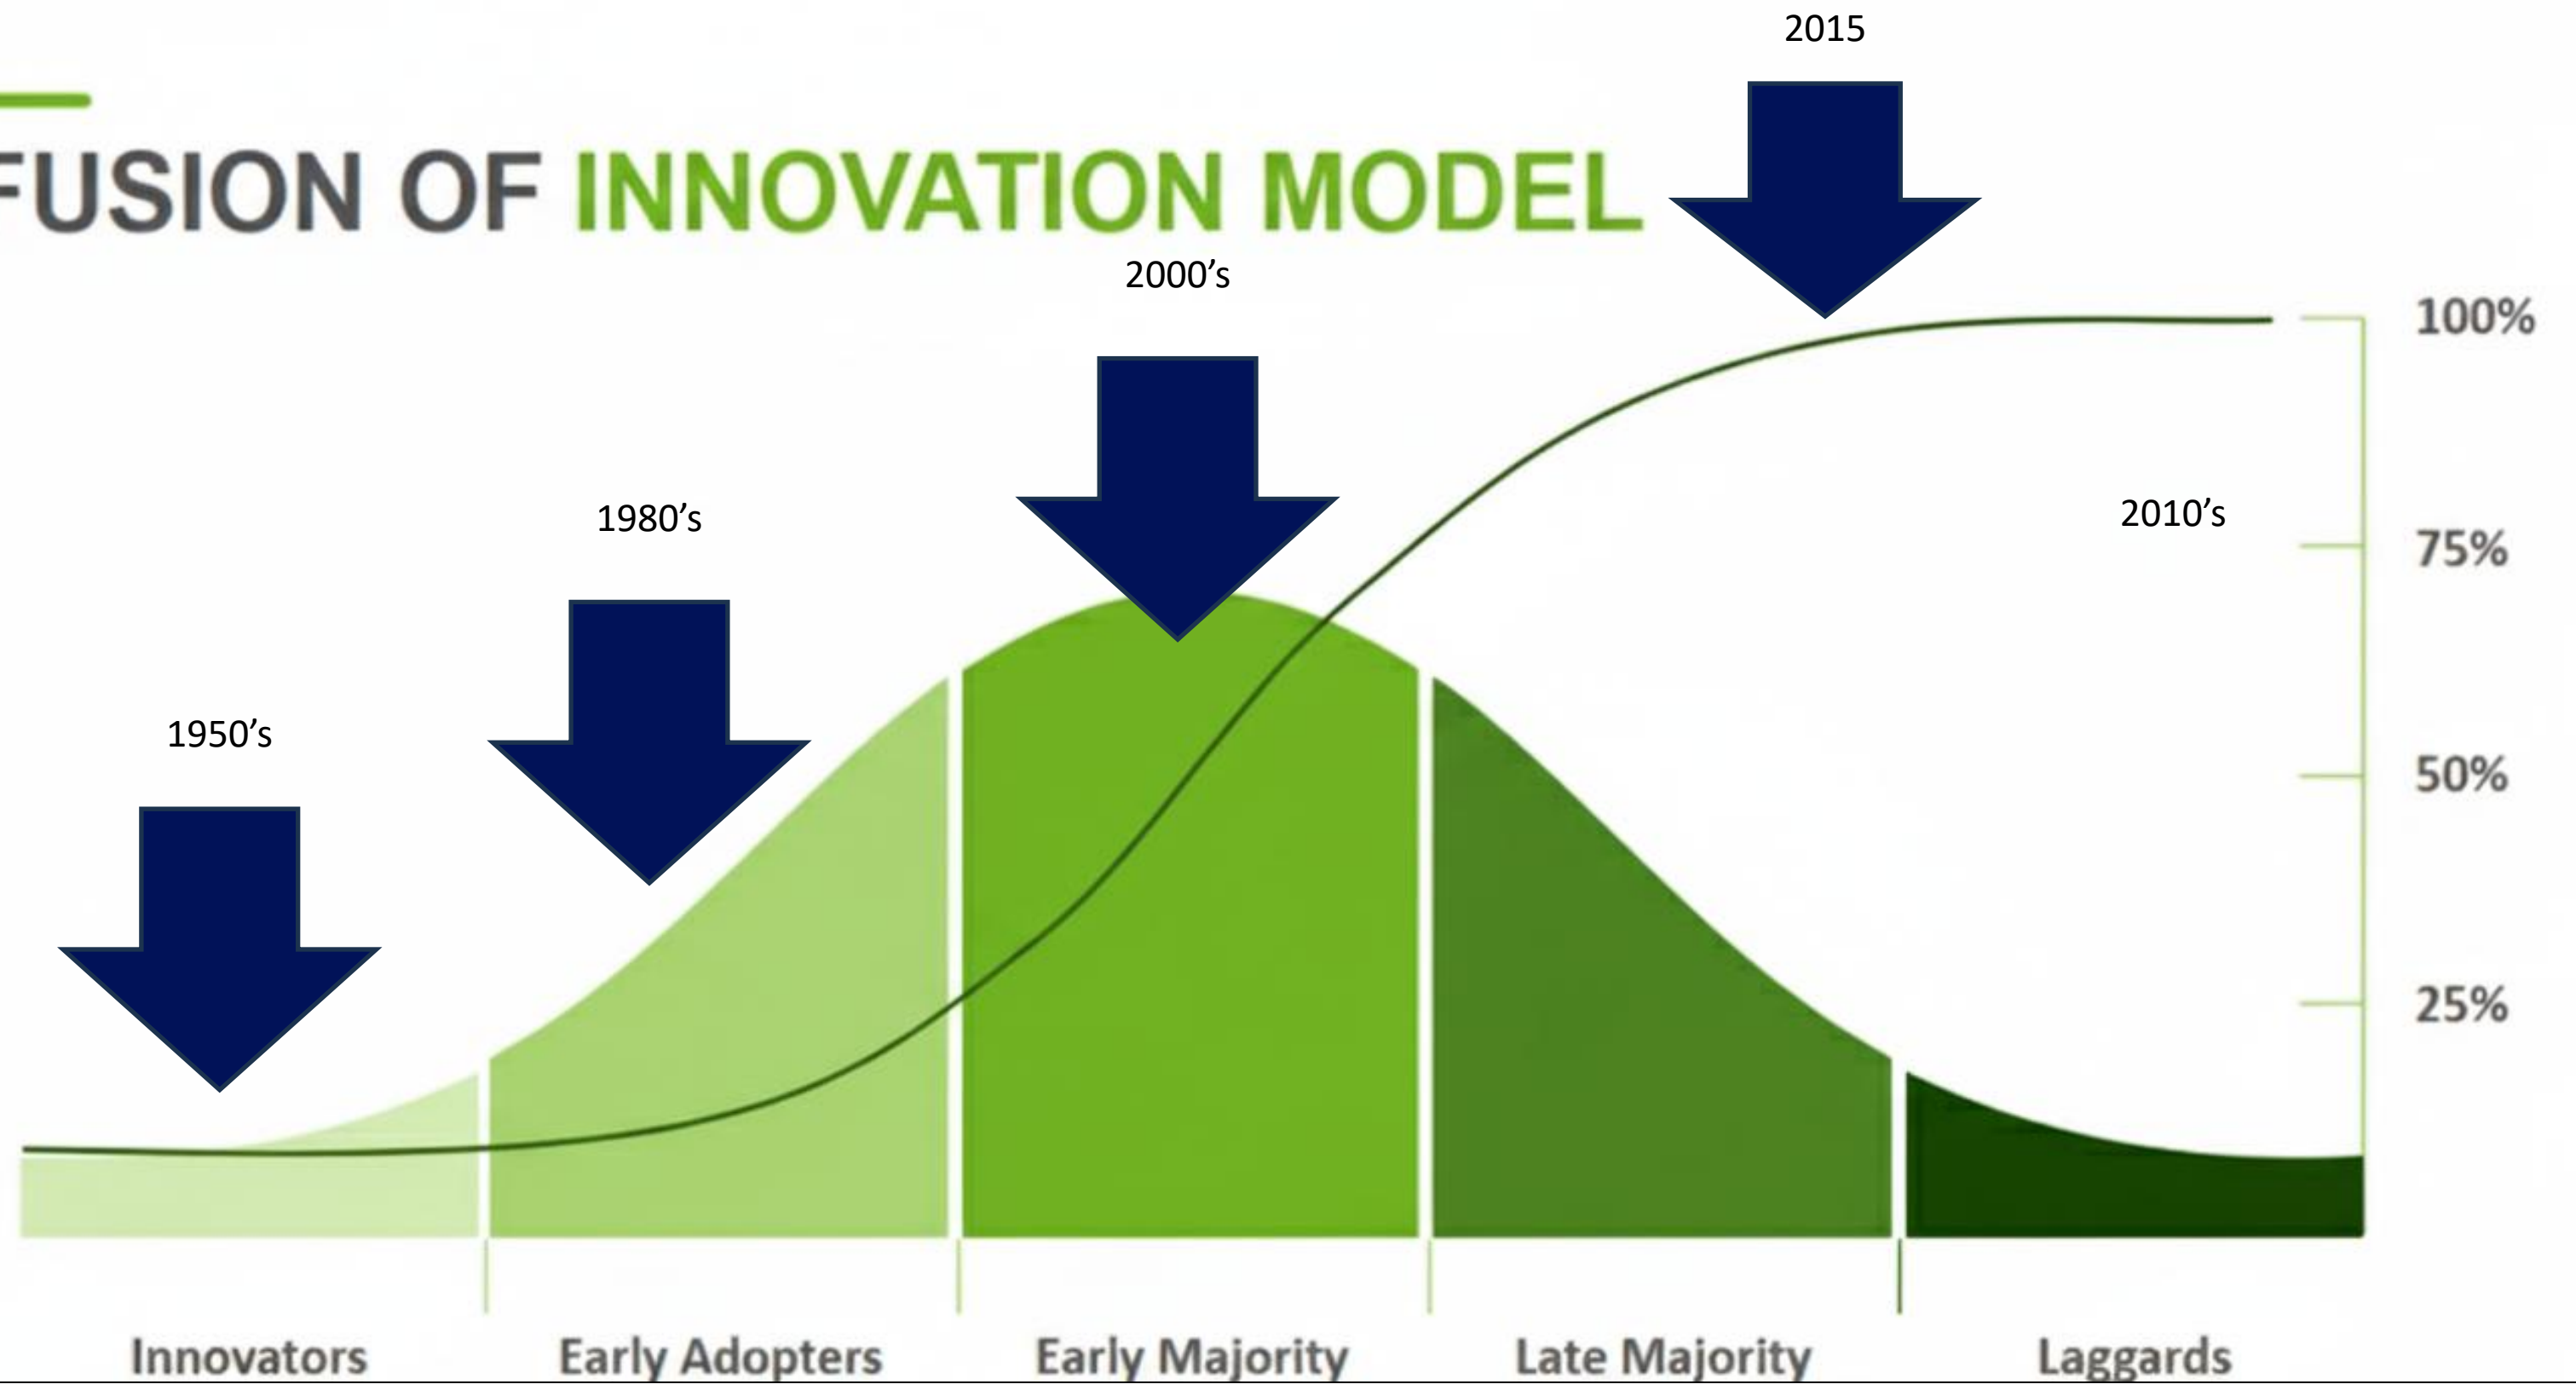 2015
FUSION OF INNOVATION MODEL
2000’s
100%
1980’s
2010’s
75%
1950’s
50%
25%
Innovators Early Adopters Early Majority Late Majority Laggards